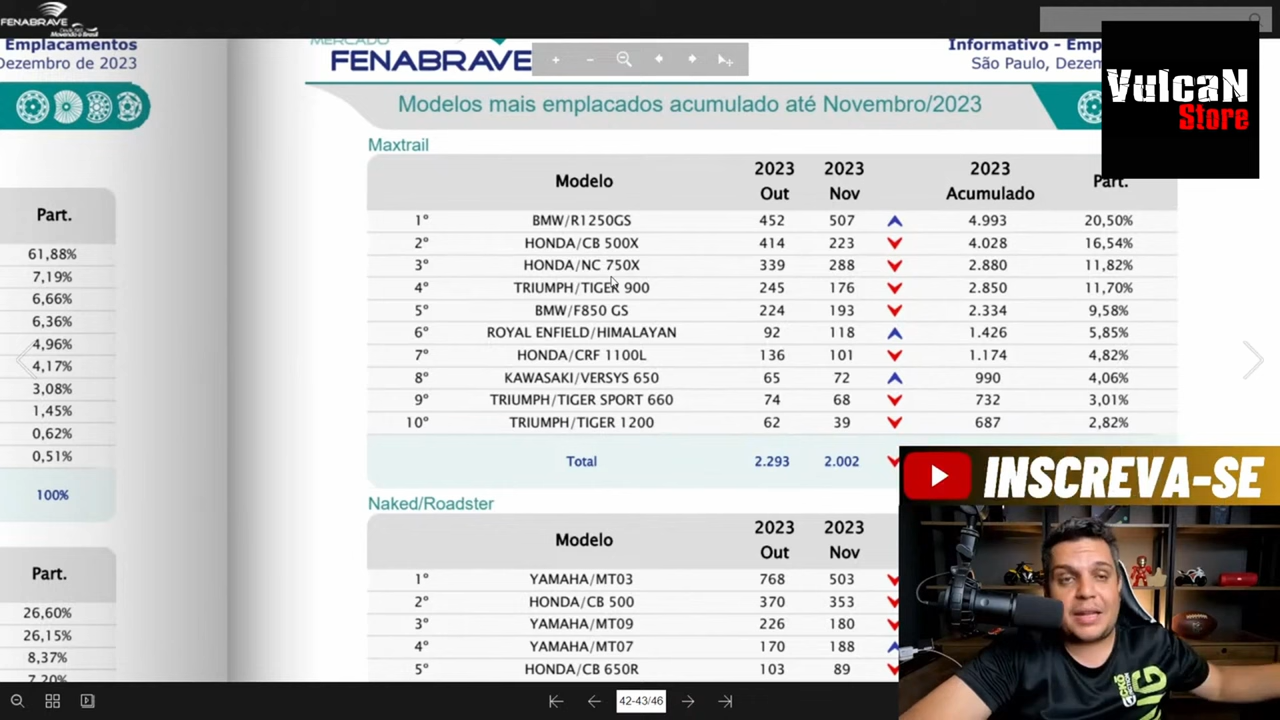 FENABRAVE
Emplacamentos
Dezembro de 2023
Part.
61,88%
7,19%
6,66%
6,36%
4,96%
4,17%
3,08%
1,45%
0,62%
0,51%
100%
Part.
26,60%
26,15%
8,37%
7,20%
MERCADO
FENABRAVE
Informativo - Emp
São Paulo, Dezem
Modelos mais emplacados acumulado até Novembro/2023
Maxtrail
Modelo 2023 Out 2023 Nov 2023 Acumulado Part.
1º BMW/R1250GS 452 507 4.993 20,50%
2º HONDA/CB 500X 414 223 4.028 16,54%
3º HONDA/NC 750X 339 288 2.880 11,82%
4º TRIUMPH/TIGER 900 245 176 2.850 11,70%
5º BMW/F850 GS 224 193 2.334 9,58%
6º ROYAL ENFIELD/HIMALAYAN 92 118 1.426 5,85%
7º HONDA/CRF 1100L 136 101 1.174 4,82%
8º KAWASAKI/VERSYS 650 65 72 990 4,06%
9º TRIUMPH/TIGER SPORT 660 74 68 732 3,01%
10º TRIUMPH/TIGER 1200 62 39 687 2,82%
Total 2.293 2.002
Naked/Roadster
Modelo 2023 Out 2023 Nov
1º YAMAHA/MT03 768 503
2º HONDA/CB 500 370 353
3º YAMAHA/MT09 226 180
4º YAMAHA/MT07 170 188
5º HONDA/CB 650R 103 89
VulcaN
Store
INSCREVA-SE
42-43/46